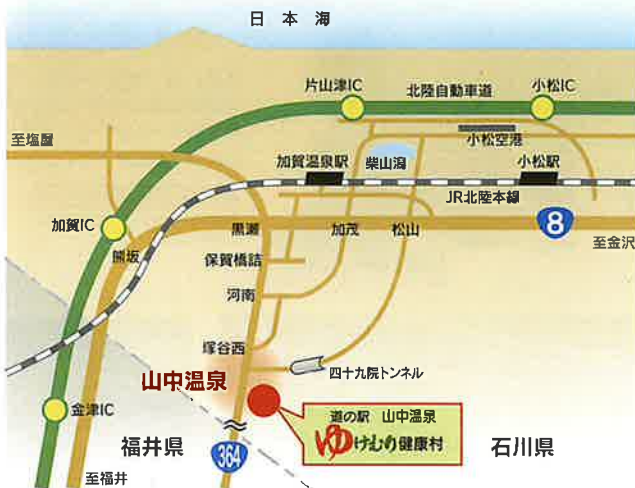 日本海
片山津IC
北陸自動車道
小松IC
至塩屋
小松空港
加賀温泉駅
柴山潟
小松駅
JR北陸本線
加賀IC
黒瀬
加茂
松山
8
至金沢
熊坂
保賀橋詰
河南
塚谷西
四十九院トンネル
山中温泉
金津IC
道の駅 山中温泉
ゆけむり健康村
福井県
364
石川県
至福井